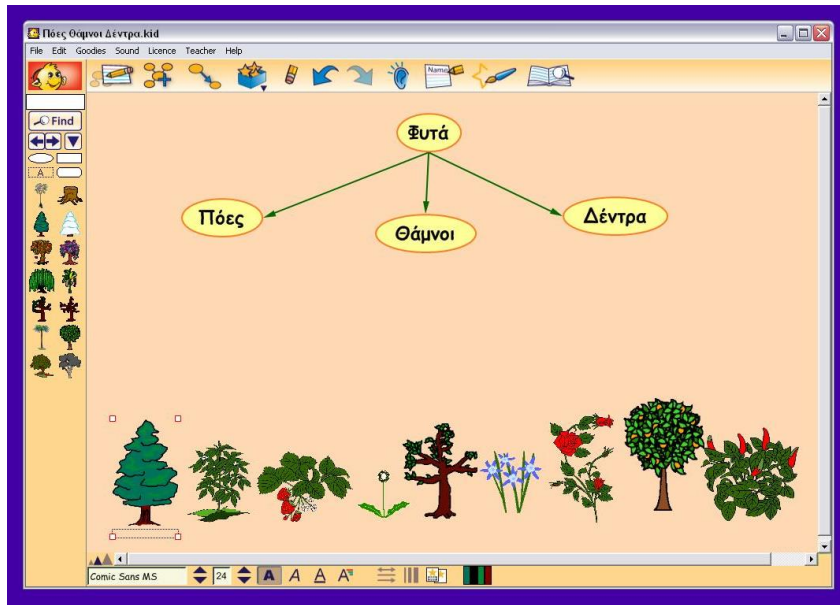 Πόες Θάμνοι Δέντρα.kid
File Edit Goodies Sound Licence Teacher Help
Name
Find
A
Φυτά
Πόες
Θάμνοι
Δέντρα
Comic Sans MS 24 A A A A